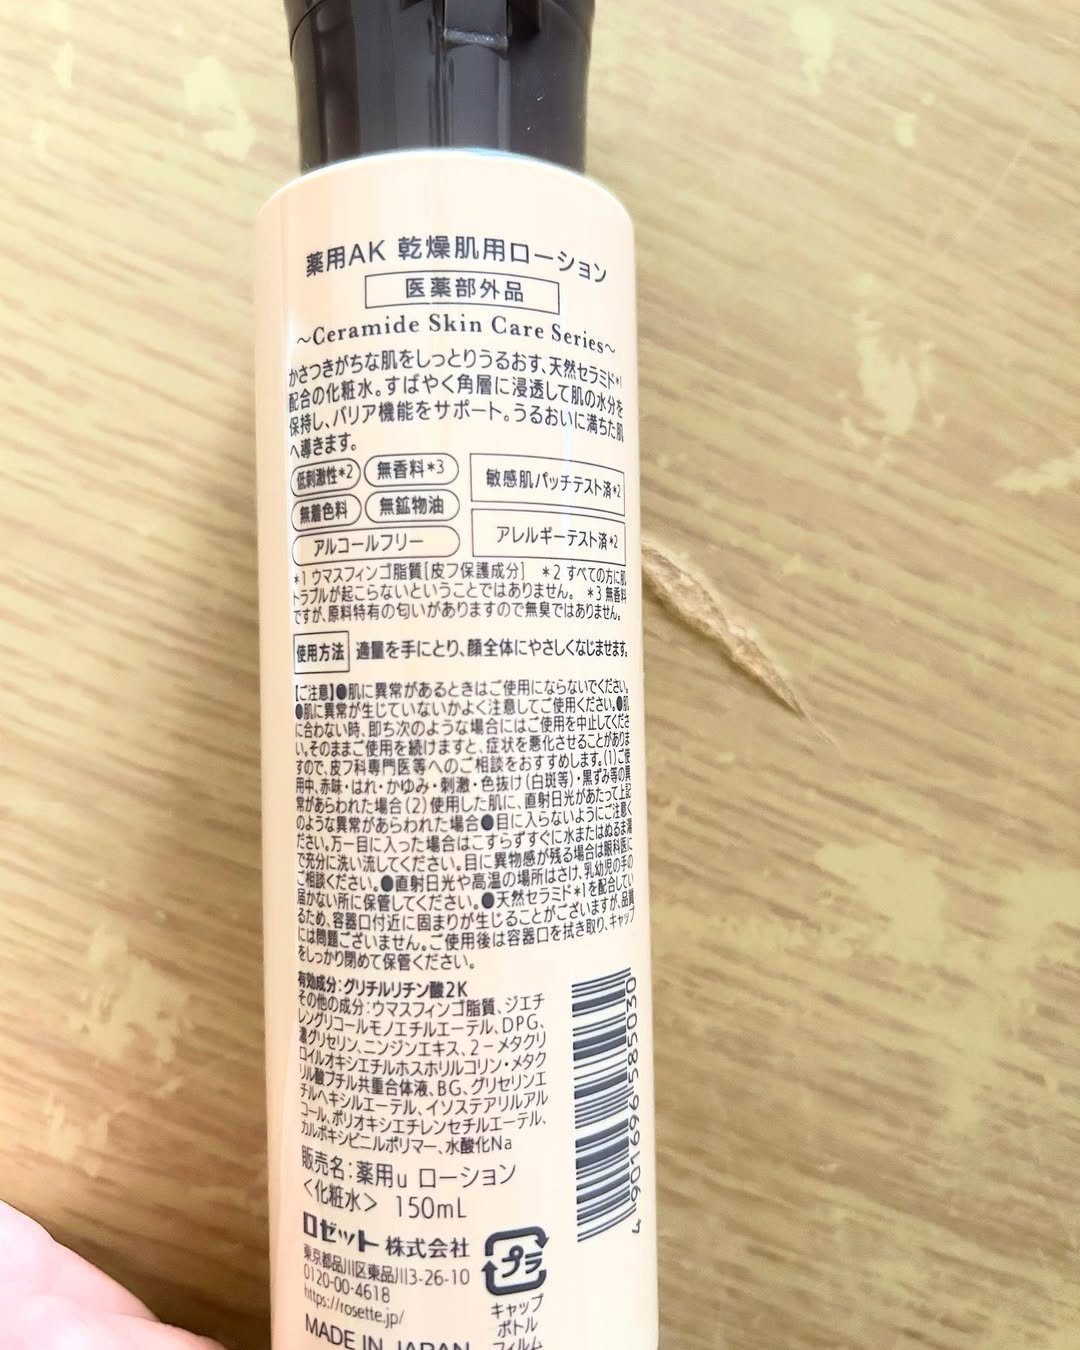 薬用AK 乾燥肌用ローション
医薬部外品
～Ceramide Skin Care Series～
かさつきがちな肌をしっとりうるおす、天然セラミド*1
配合の化粧水。すばやく角層に浸透して肌の水分を
保持し、バリア機能をサポート。うるおいに満ちた肌
へ導きます。
低刺激性*2
無香料*3
敏感肌パッチテスト済*2
無着色料
無鉱物油
アレルギーテスト済*2
アルコールフリー
*1 ウマスフィンゴ脂質[皮フ保護成分] *2 すべての方に肌
トラブルが起こらないということではありません。 *3 無香料
ですが、原料特有の匂いがありますので無臭ではありません。
使用方法 適量を手にとり、顔全体にやさしくなじませます。
【ご注意】●肌に異常があるときはご使用にならないでください。
●肌に異常が生じていないかよく注意してご使用ください。●肌
に合わない時、即ち次のような場合にはご使用を中止してくださ
い。そのままご使用を続けますと、症状を悪化させることがありま
すので、皮フ科専門医等へのご相談をおすすめします。(1)ご使
用中、赤味・はれ・かゆみ・刺激・色抜け(白斑等)・黒ずみ等の異
常があらわれた場合(2)使用した肌に、直射日光があたって上記
のような異常があらわれた場合●目に入らないようにご注意く
ださい。万一目に入った場合はこすらずすぐに水またはぬるま湯
で充分に洗い流してください。目に異物感が残る場合は眼科医に
ご相談ください。●直射日光や高温の場所はさけ、乳幼児の手の
届かない所に保管してください。●天然セラミド*1を配合してい
るため、容器口付近に固まりが生じることがございますが、品質
には問題ございません。ご使用後は容器口を拭き取り、キャップ
をしっかり閉めて保管ください。
有効成分：グリチルリチン酸2K
その他の成分：ウマスフィンゴ脂質、ジエチ
レングリコールモノエチルエーテル、DPG、
濃グリセリン、ニンジンエキス、2－メタクリ
ロイルオキシエチルホスホリルコリン・メタク
リル酸ブチル共重合体液、BG、グリセリンエ
チルヘキシルエーテル、イソステアリルアル
コール、ポリオキシエチレンセチルエーテル、
カルボキシビニルポリマー、水酸化Na
4 901696 585030
販売名：薬用u ローション
＜化粧水＞ 150mL
ロゼット株式会社
東京都品川区東品川3-26-10
0120-00-4618
https://rosette.jp/
MADE IN JAPAN
プラ
キャップ
ボトル
フィルム